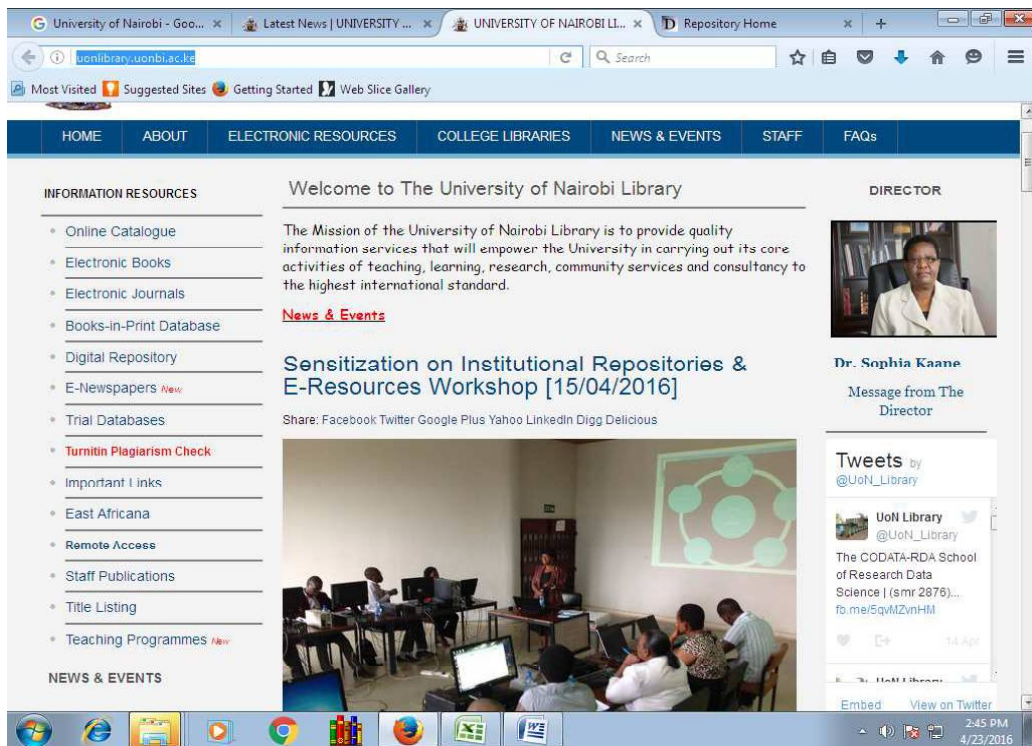 University of Nairobi - Goo...
Latest News | UNIVERSITY ...
UNIVERSITY OF NAIROBI LI...
Repository Home
uonlibrary.uonbi.ac.ke
Search
Most Visited
Suggested Sites
Getting Started
Web Slice Gallery
HOME
ABOUT
ELECTRONIC RESOURCES
COLLEGE LIBRARIES
NEWS & EVENTS
STAFF
FAQs
INFORMATION RESOURCES
Online Catalogue
Electronic Books
Electronic Journals
Books-in-Print Database
Digital Repository
E-Newspapers New
Trial Databases
Turnitin Plagiarism Check
Important Links
East Africana
Remote Access
Staff Publications
Title Listing
Teaching Programmes New
NEWS & EVENTS
Welcome to The University of Nairobi Library
The Mission of the University of Nairobi Library is to provide quality
information services that will empower the University in carrying out its core
activities of teaching, learning, research, community services and consultancy to
the highest international standard.
News & Events
Sensitization on Institutional Repositories &
E-Resources Workshop [15/04/2016]
Share: Facebook Twitter Google Plus Yahoo LinkedIn Digg Delicious
DIRECTOR
Dr. Sophia Kaane
Message from The
Director
Tweets by
@UoN_Library
UoN Library
@UoN_Library
The CODATA-RDA School
of Research Data
Science | (smr 2876)...
fb.me/5qvMZvnHM
14 Apr
UoN Library
Embed
View on Twitter
2:45 PM
4/23/2016